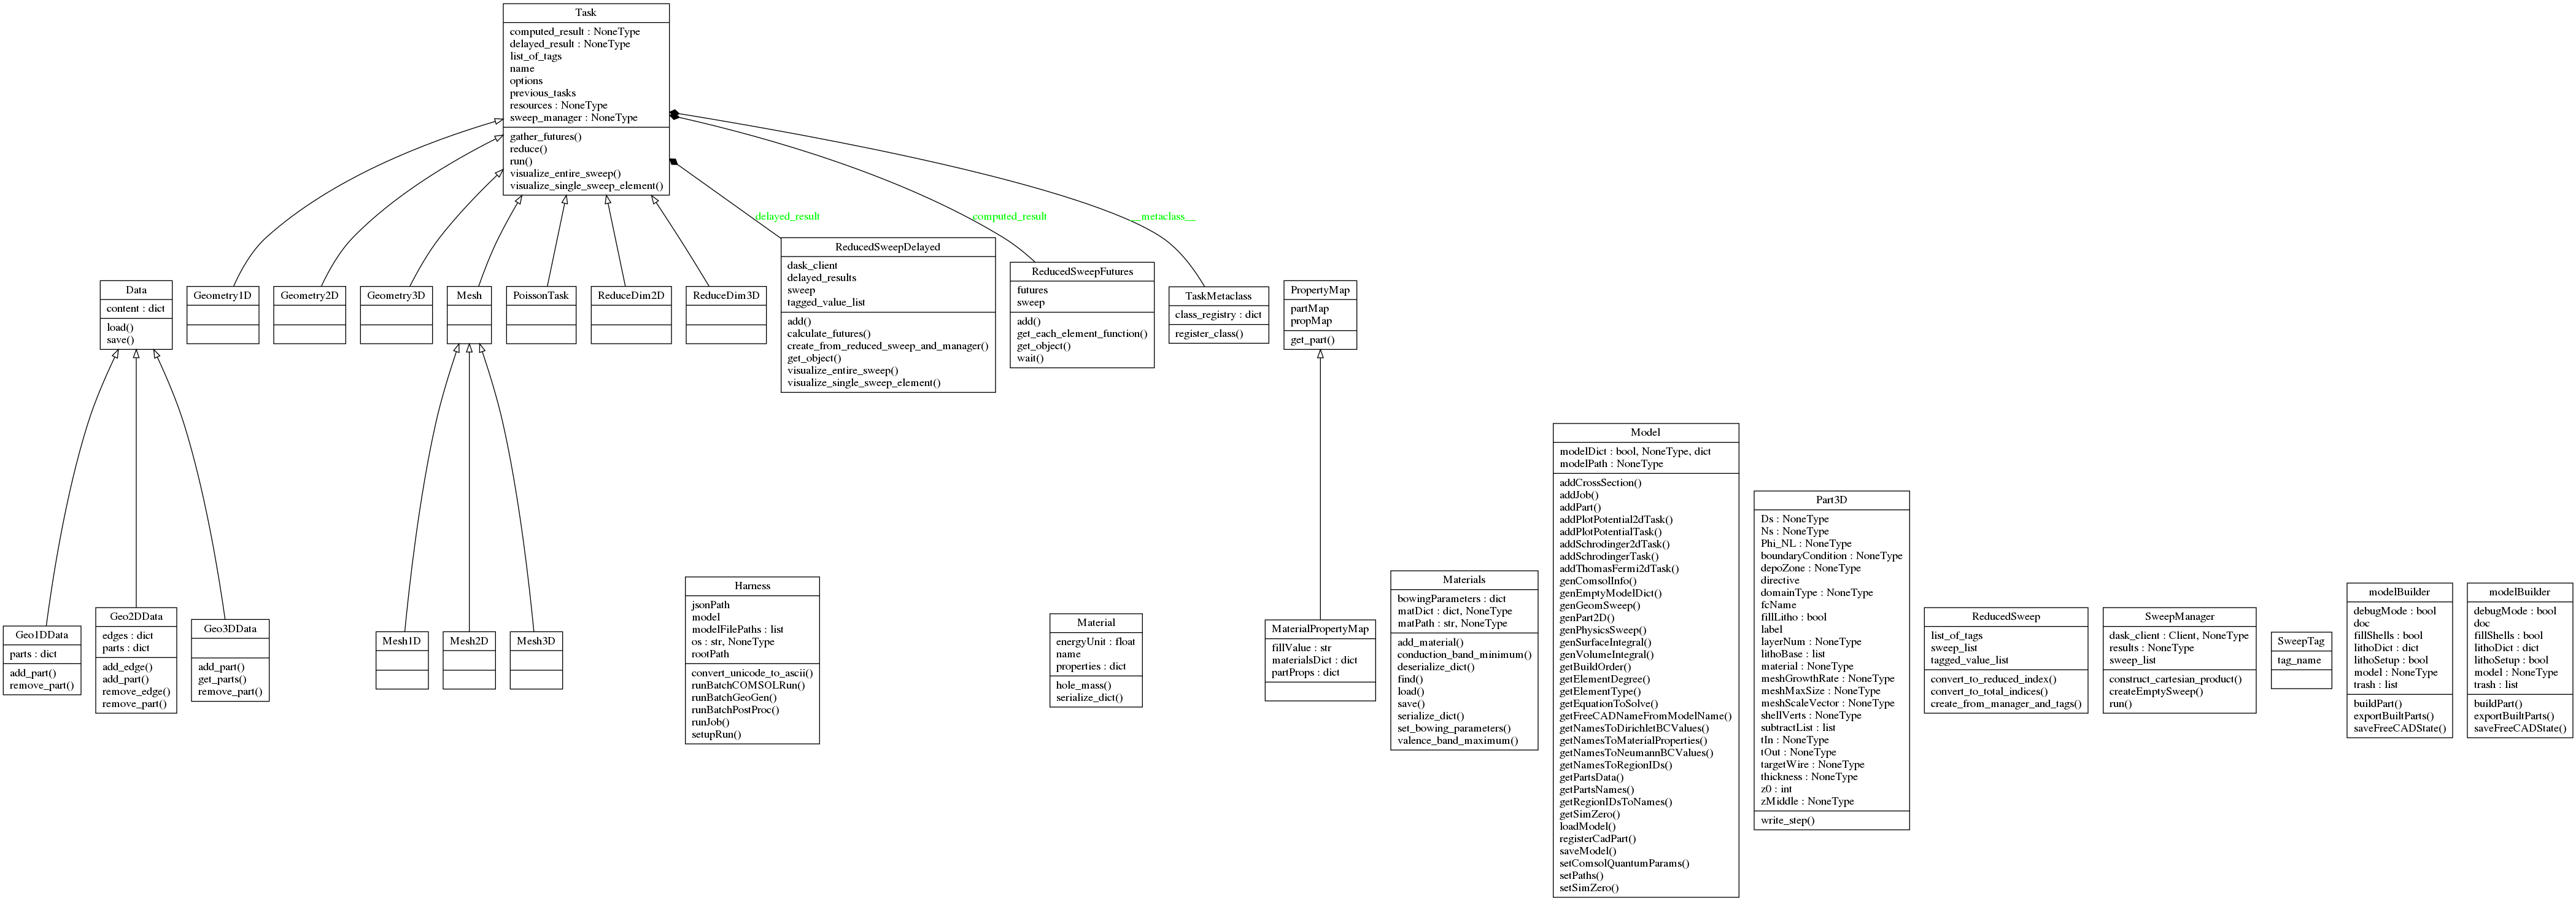 Task
computed_result : NoneType
delayed_result : NoneType
list_of_tags
name
options
previous_tasks
resources : NoneType
sweep_manager : NoneType
gather_futures()
reduce()
run()
visualize_entire_sweep()
visualize_single_sweep_element()
delayed_result
computed_result
__metaclass__
Data
content : dict
load()
save()
Geometry1D
Geometry2D
Geometry3D
Mesh
PoissonTask
ReduceDim2D
ReduceDim3D
ReducedSweepDelayed
dask_client
delayed_results
sweep
tagged_value_list
add()
calculate_futures()
create_from_reduced_sweep_and_manager()
get_object()
visualize_entire_sweep()
visualize_single_sweep_element()
ReducedSweepFutures
futures
sweep
add()
get_each_element_function()
get_object()
wait()
TaskMetaclass
class_registry : dict
register_class()
PropertyMap
partMap
propMap
get_part()
Geo1DData
parts : dict
add_part()
remove_part()
Geo2DData
edges : dict
parts : dict
add_edge()
add_part()
remove_edge()
remove_part()
Geo3DData
add_part()
get_parts()
remove_part()
Mesh1D
Mesh2D
Mesh3D
Harness
jsonPath
model
modelFilePaths : list
os : str, NoneType
rootPath
convert_unicode_to_ascii()
runBatchCOMSOLRun()
runBatchGeoGen()
runBatchPostProc()
runJob()
setupRun()
Material
energyUnit : float
name
properties : dict
hole_mass()
serialize_dict()
MaterialPropertyMap
fillValue : str
materialsDict : dict
partProps : dict
Materials
bowingParameters : dict
matDict : dict, NoneType
matPath : str, NoneType
add_material()
conduction_band_minimum()
deserialize_dict()
find()
load()
save()
serialize_dict()
set_bowing_parameters()
valence_band_maximum()
Model
modelDict : bool, NoneType, dict
modelPath : NoneType
addCrossSection()
addJob()
addPart()
addPlotPotential2dTask()
addPlotPotentialTask()
addSchrodinger2dTask()
addSchrodingerTask()
addThomasFermi2dTask()
genComsolInfo()
genEmptyModelDict()
genGeomSweep()
genPart2D()
genPhysicsSweep()
genSurfaceIntegral()
genVolumeIntegral()
getBuildOrder()
getElementDegree()
getElementType()
getEquationToSolve()
getFreeCADNameFromModelName()
getNamesToDirichletBCValues()
getNamesToMaterialProperties()
getNamesToNeumannBCValues()
getNamesToRegionIDs()
getPartsData()
getPartsNames()
getRegionIDsToNames()
getSimZero()
loadModel()
registerCadPart()
saveModel()
setComsolQuantumParams()
setPaths()
setSimZero()
Part3D
Ds : NoneType
Ns : NoneType
Phi_NL : NoneType
boundaryCondition : NoneType
depoZone : NoneType
directive
domainType : NoneType
fcName
fillLitho : bool
label
layerNum : NoneType
lithoBase : list
material : NoneType
meshGrowthRate : NoneType
meshMaxSize : NoneType
meshScaleVector : NoneType
shellVerts : NoneType
subtractList : list
tIn : NoneType
tOut : NoneType
targetWire : NoneType
thickness : NoneType
z0 : int
zMiddle : NoneType
write_step()
ReducedSweep
list_of_tags
sweep_list
tagged_value_list
convert_to_reduced_index()
convert_to_total_indices()
create_from_manager_and_tags()
SweepManager
dask_client : Client, NoneType
results : NoneType
sweep_list
construct_cartesian_product()
createEmptySweep()
run()
SweepTag
tag_name
modelBuilder
debugMode : bool
doc
fillShells : bool
lithoDict : dict
lithoSetup : bool
model : NoneType
trash : list
buildPart()
exportBuiltParts()
saveFreeCADState()
modelBuilder
debugMode : bool
doc
fillShells : bool
lithoDict : dict
lithoSetup : bool
model : NoneType
trash : list
buildPart()
exportBuiltParts()
saveFreeCADState()